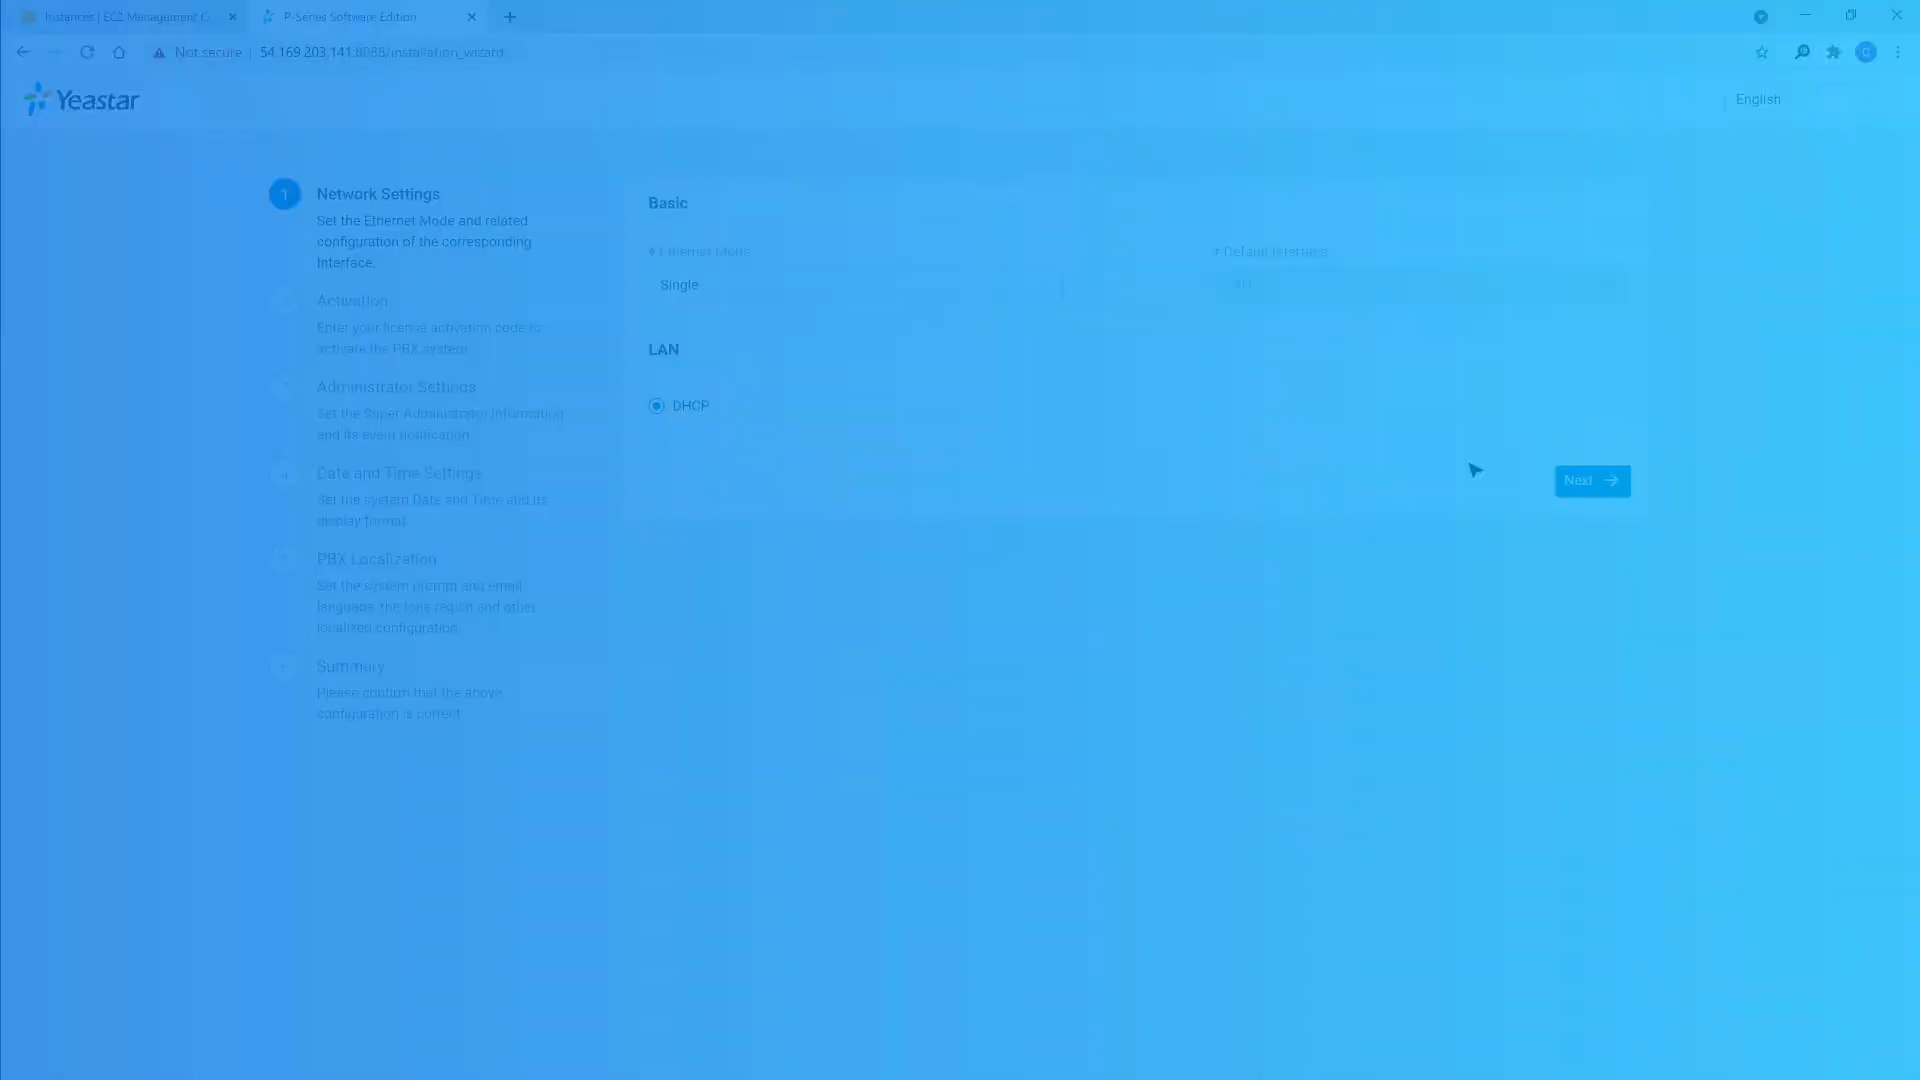 Instances | EC2 Management C
P-Series Software Edition
Not secure | 54.169.203.141:8088/installation_wizard
Yeastar
English
1
Network Settings
Set the Ethernet Mode and related
configuration of the corresponding
Interface.
Activation
Enter your license activation code to
activate the PBX system
Administrator Settings
Set the Super Administrator Information
and its event notification
4
Date and Time Settings
Set the system Date and Time and its
display format
PBX Localization
Set the system prompt and email
language, the tone region and other
localized configuration
Summary
Please confirm that the above
configuration is correct
Basic
* Ethernet Mode
* Default Interface
Single
LAN
DHCP
Next